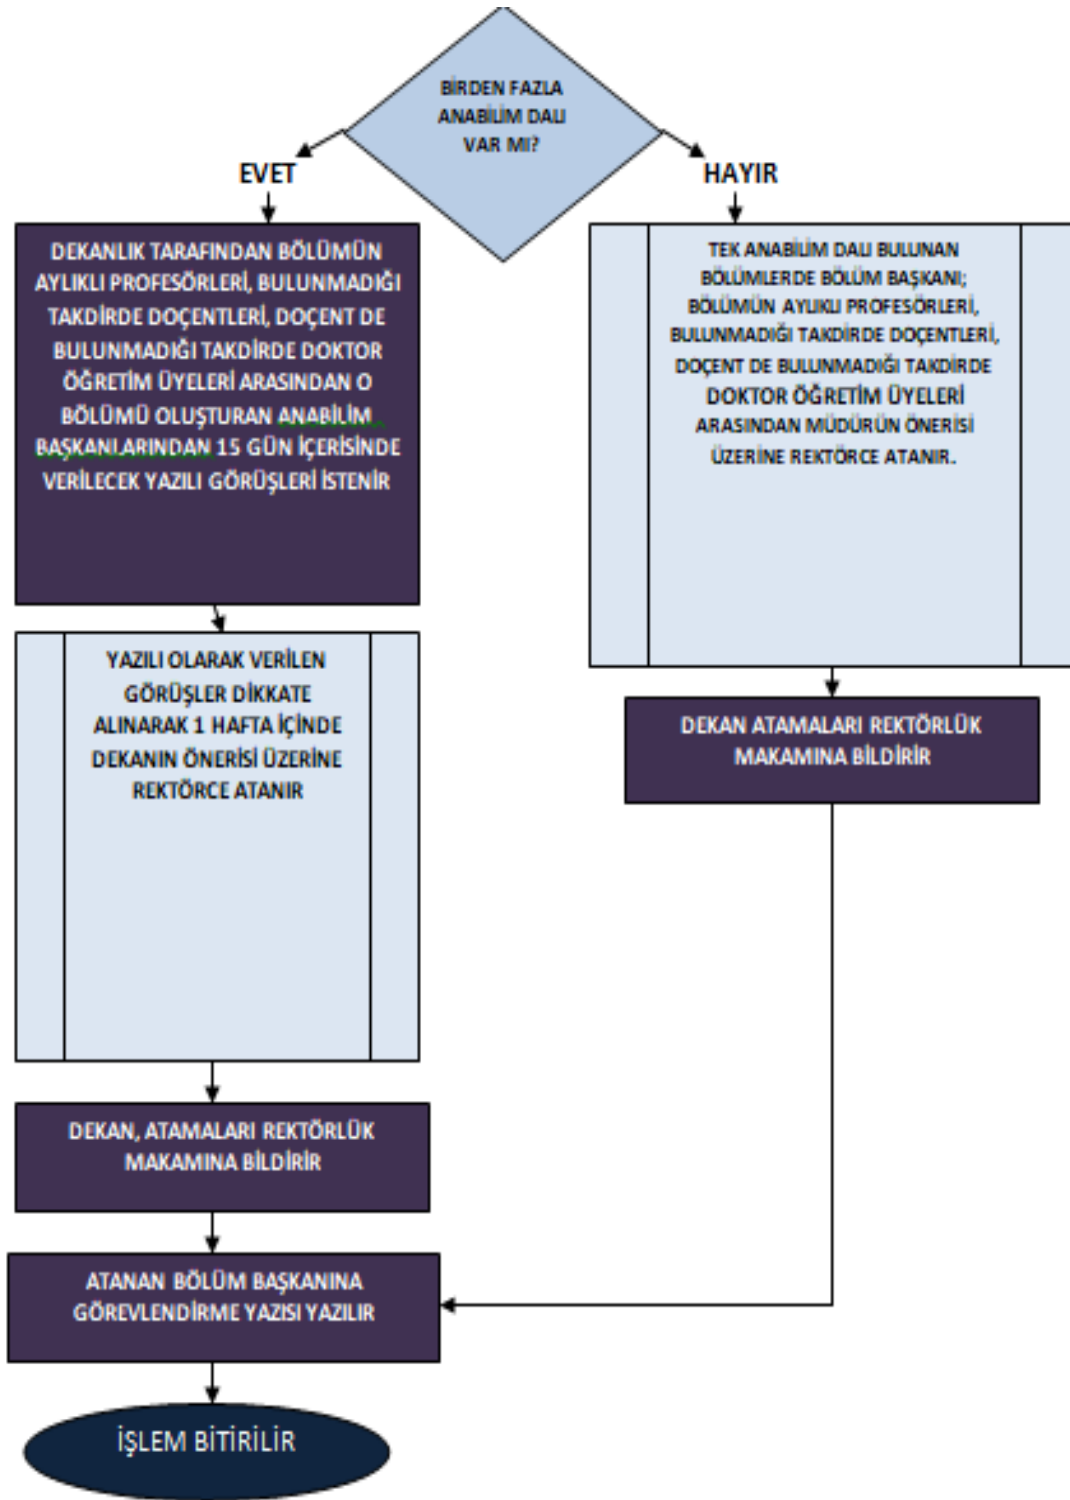 BİRDEN FAZLA
ANABİLİM DALI
VAR MI?
EVET
HAYIR
DEKANLIK TARAFINDAN BÖLÜMÜN
AYLIKLI PROFESÖRLERİ, BULUNMADIĞI
TAKDİRDE DOÇENTLERİ, DOÇENT DE
BULUNMADIĞI TAKDİRDE DOKTOR
ÖĞRETİM ÜYELERİ ARASINDAN O
BÖLÜMÜ OLUŞTURAN ANABİLİM
BAŞKANLARINDAN 15 GÜN İÇERİSİNDE
VERİLECEK YAZILI GÖRÜŞLERİ İSTENİR
TEK ANABİLİM DALI BULUNAN
BÖLÜMLERDE BÖLÜM BAŞKANI;
BÖLÜMÜN AYLIKLI PROFESÖRLERİ,
BULUNMADIĞI TAKDİRDE DOÇENTLERİ,
DOÇENT DE BULUNMADIĞI TAKDİRDE
DOKTOR ÖĞRETİM ÜYELERİ
ARASINDAN MÜDÜRÜN ÖNERİSİ
ÜZERİNE REKTÖRCE ATANIR.
YAZILI OLARAK VERİLEN
GÖRÜŞLER DİKKATE
ALINARAK 1 HAFTA İÇİNDE
DEKANIN ÖNERİSİ ÜZERİNE
REKTÖRCE ATANIR
DEKAN ATAMALARI REKTÖRLÜK
MAKAMINA BİLDİRİR
DEKAN, ATAMALARI REKTÖRLÜK
MAKAMINA BİLDİRİR
ATANAN BÖLÜM BAŞKANINA
GÖREVLENDİRME YAZISI YAZILIR
İŞLEM BİTİRİLİR